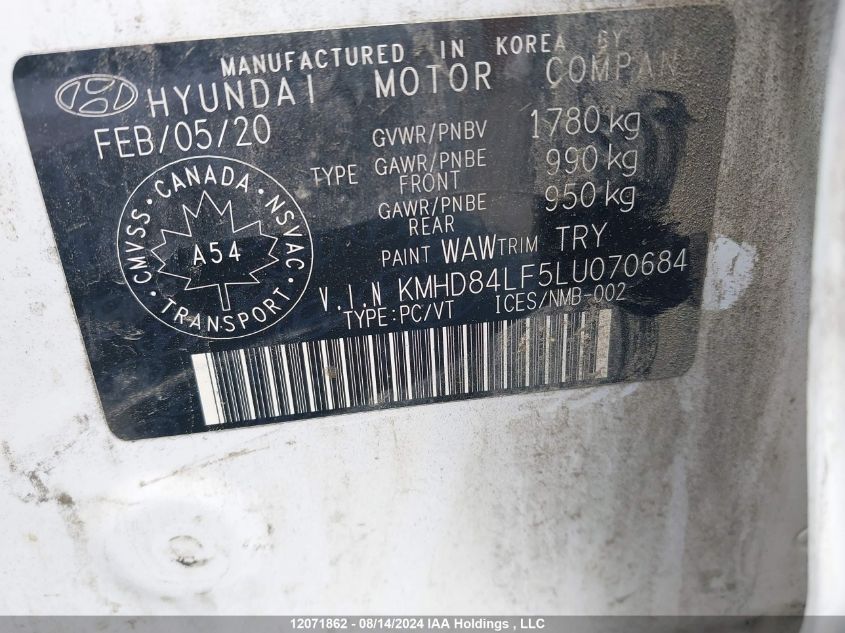 MANUFACTURED IN KOREA BY
HYUNDAI MOTOR COMPAN
FEB/05/20
GVWR/PNBV 1780 kg
TYPE GAWR/PNBE FRONT 990 kg
GAWR/PNBE REAR 950 kg
PAINT WAW TRIM TRY
V.I.N KMHD84LF5LU070684
TYPE:PC/VT ICES/NMB-002
CMVSS · CANADA · NSVAC
A54
TRANSPORT
12071862 - 08/14/2024 IAA Holdings , LLC